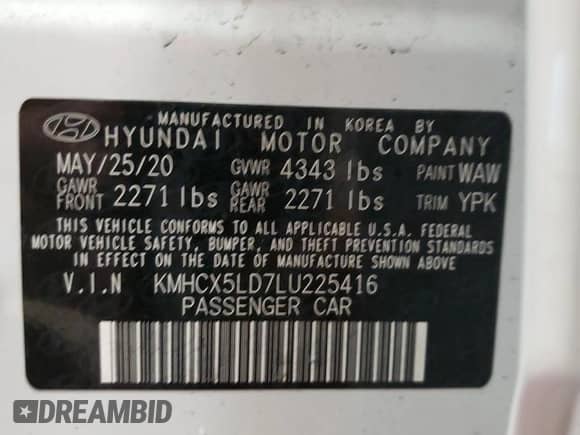 MANUFACTURED IN KOREA BY
HYUNDAI MOTOR COMPANY
MAY/25/20 GVWR 4343 lbs PAINT WAW
GAWR FRONT 2271 lbs GAWR REAR 2271 lbs TRIM YPK
THIS VEHICLE CONFORMS TO ALL APPLICABLE U.S.A. FEDERAL
MOTOR VEHICLE SAFETY, BUMPER, AND THEFT PREVENTION STANDARDS
IN EFFECT ON THE DATE OF MANUFACTURE SHOWN ABOVE.
V.I.N KMHCX5LD7LU225416
PASSENGER CAR
DREAMBID